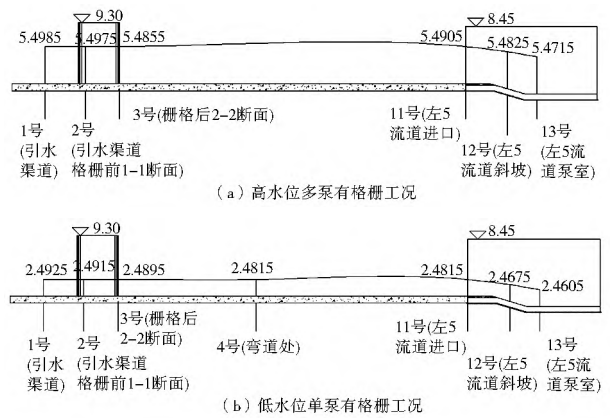 9.30
8.45
5.4985
5.4975
5.4855
5.4905
5.4825
5.4715
1号
(引水
渠道)
2号
(引水渠道
格栅前1-1断面)
3号(栅格后2-2断面)
11号(左5
流道进口)
12号(左5
流道斜坡)
13号
(左5流
道泵室)
(a)高水位多泵有格栅工况
9.30
8.45
2.4925
2.4915
2.4895
2.4815
2.4815
2.4675
2.4605
1号
(引水
渠道)
2号
(引水渠道
格栅前1-1断面)
3号(栅格后
2-2断面)
4号(弯道处)
11号(左5
流道进口)
12号(左5
流道斜坡)
13号
(左5流
道泵室)
(b)低水位单泵有格栅工况